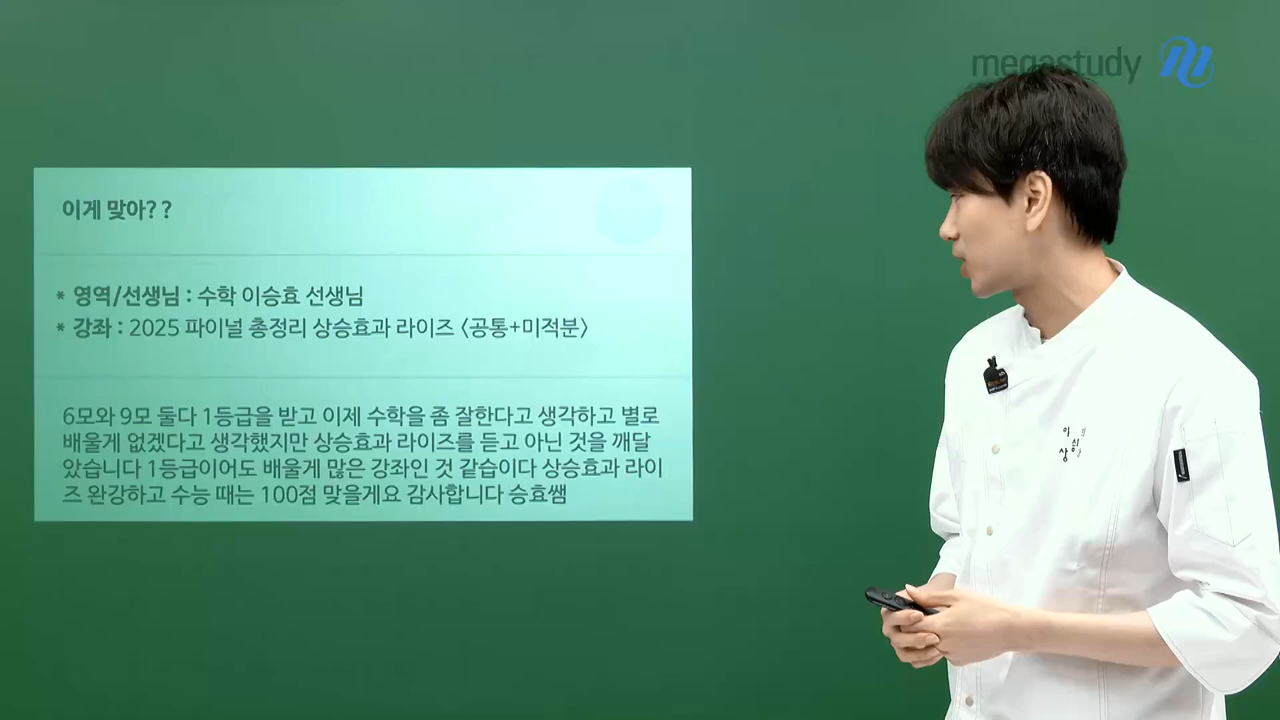 megastudy
이게 맞아??
* 영역/선생님 : 수학 이승효 선생님
* 강좌 : 2025 파이널 총정리 상승효과 라이즈 <공통+미적분>
6모와 9모 둘다 1등급을 받고 이제 수학을 좀 잘한다고 생각하고 별로
배울게 없겠다고 생각했지만 상승효과 라이즈를 듣고 아닌 것을 깨달
았습니다 1등급이어도 배울게 많은 강좌인 것 같습이다 상승효과 라이
즈 완강하고 수능 때는 100점 맞을게요 감사합니다 승효쌤